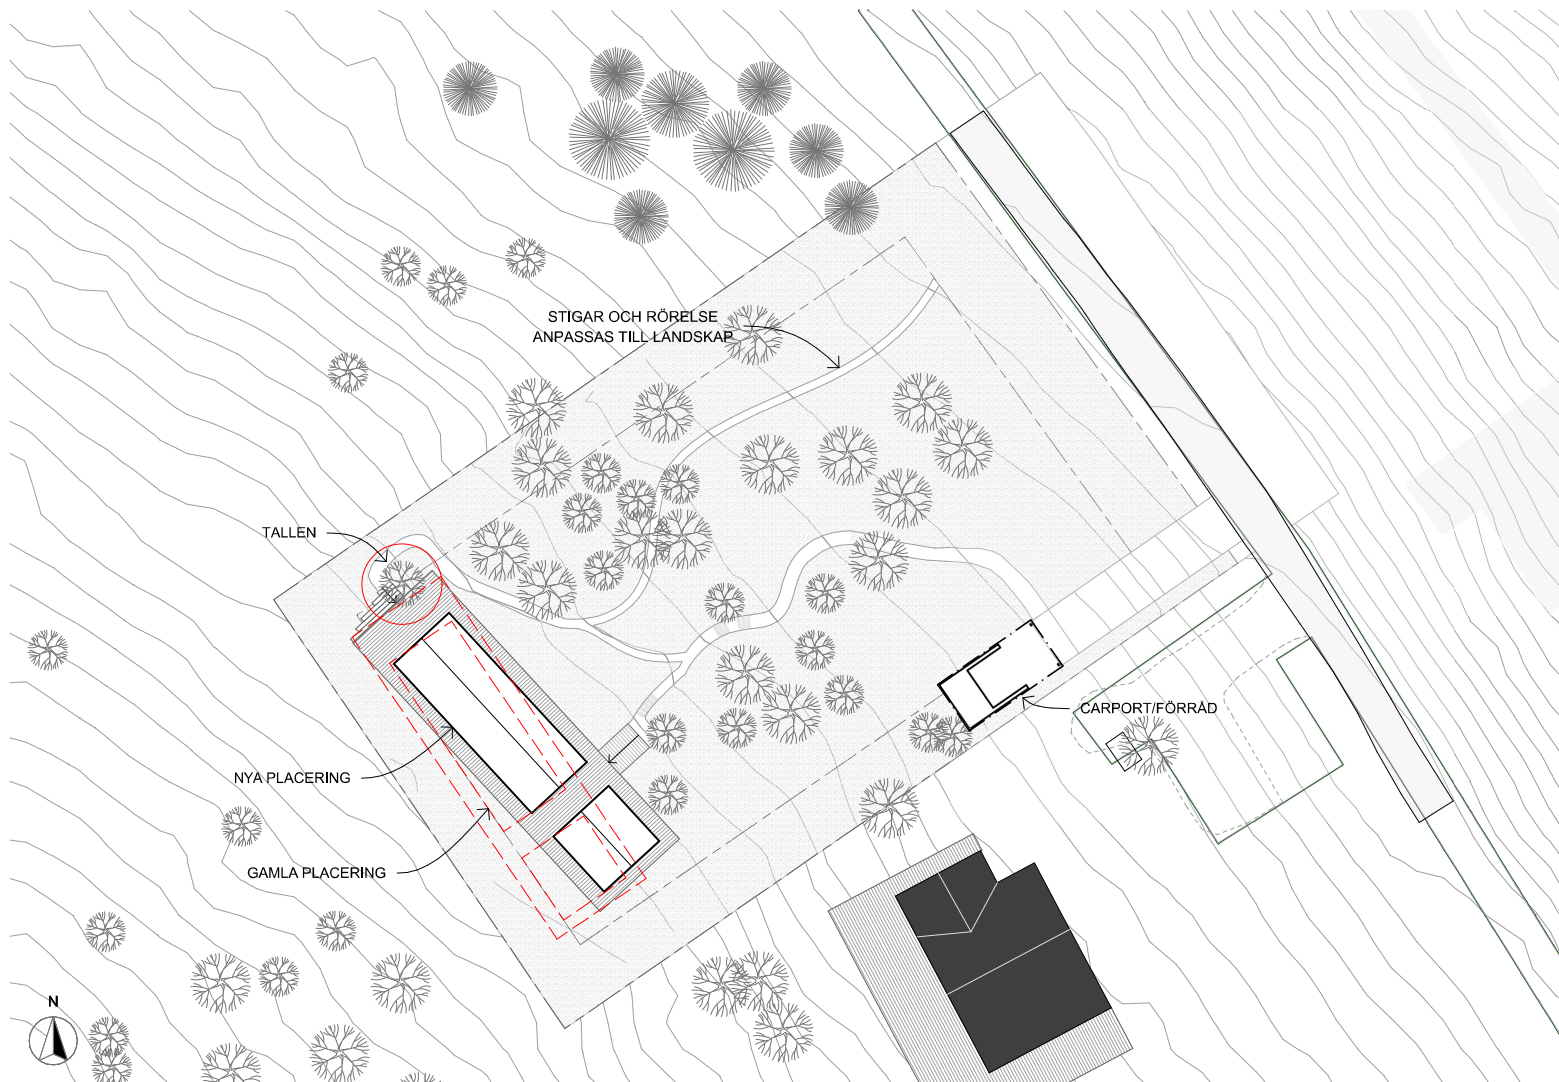 STIGAR OCH RÖRELSE
ANPASSAS TILL LANDSKAP
TALLEN
CARPORT/FÖRRÅD
NYA PLACERING
GAMLA PLACERING
N